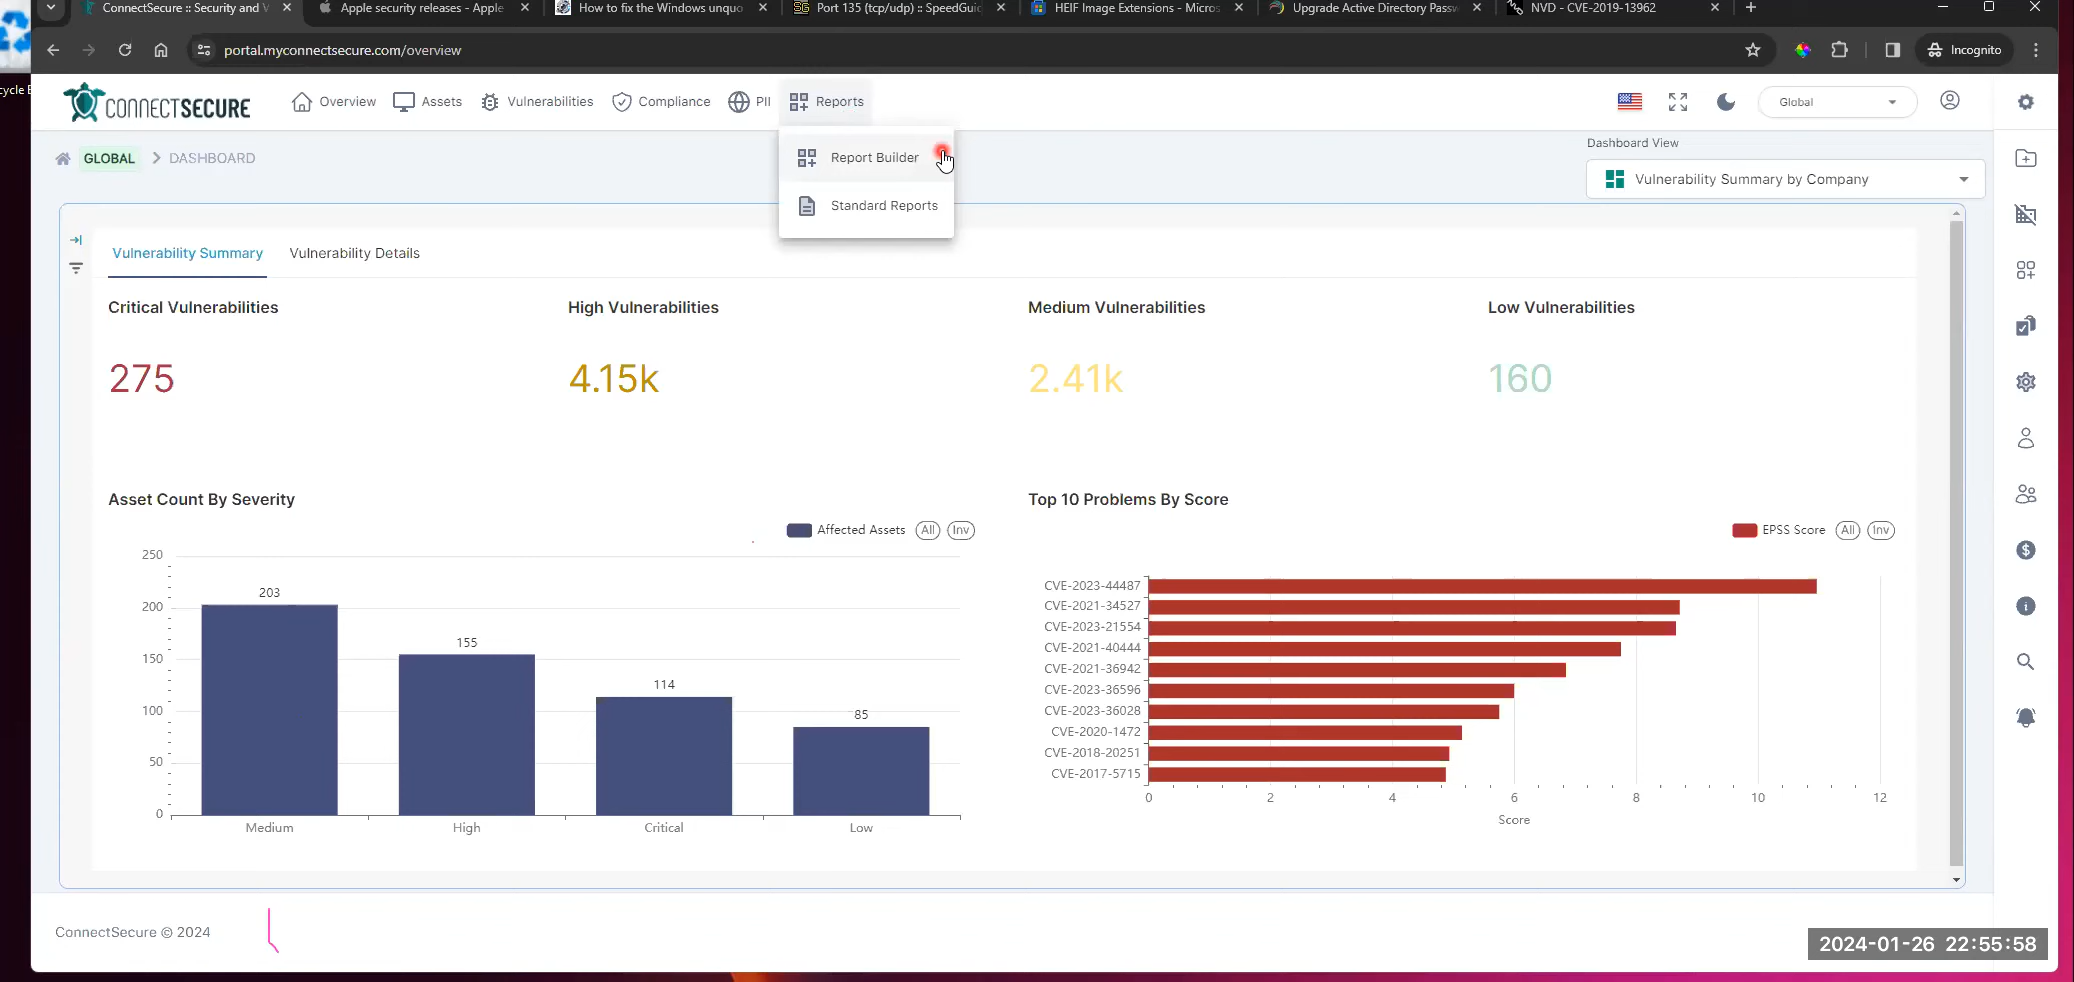 ConnectSecure :: Security and V
Apple security releases - Apple
How to fix the Windows unquo
Port 135 (tcp/udp) :: SpeedGuid
HEIF Image Extensions - Micros
Upgrade Active Directory Passw
NVD - CVE-2019-13962
portal.myconnectsecure.com/overview
Incognito
cycle
CONNECTSECURE
Overview
Assets
Vulnerabilities
Compliance
PII
Reports
Global
Report Builder
Standard Reports
GLOBAL
DASHBOARD
Dashboard View
Vulnerability Summary by Company
Vulnerability Summary
Vulnerability Details
Critical Vulnerabilities
275
High Vulnerabilities
4.15k
Medium Vulnerabilities
2.41k
Low Vulnerabilities
160
Asset Count By Severity
Affected Assets
All
Inv
250
200
150
100
50
0
203
155
114
85
Medium
High
Critical
Low
Top 10 Problems By Score
EPSS Score
All
Inv
CVE-2023-44487
CVE-2021-34527
CVE-2023-21554
CVE-2021-40444
CVE-2021-36942
CVE-2023-36596
CVE-2023-36028
CVE-2020-1472
CVE-2018-20251
CVE-2017-5715
0
2
4
6
8
10
12
Score
ConnectSecure © 2024
2024-01-26 22:55:58